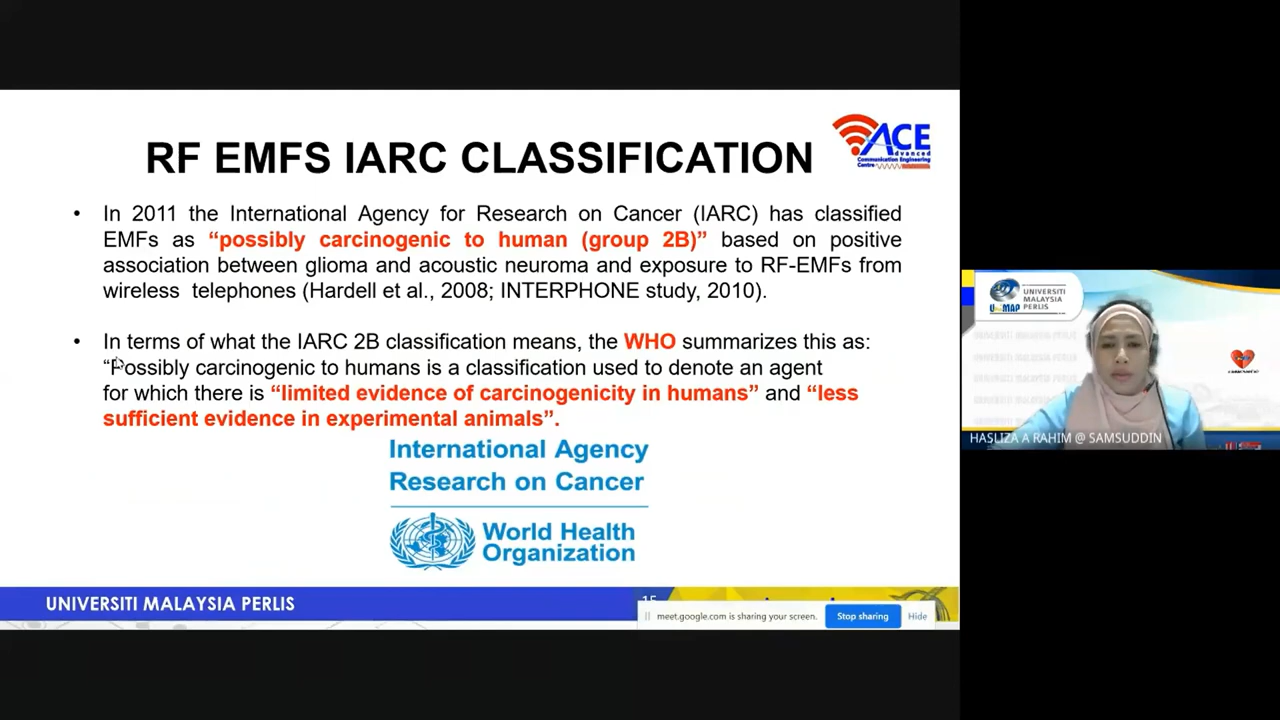 ACE
Advanced
Communication Engineering
Centre
RF EMFS IARC CLASSIFICATION
• In 2011 the International Agency for Research on Cancer (IARC) has classified
EMFs as “possibly carcinogenic to human (group 2B)” based on positive
association between glioma and acoustic neuroma and exposure to RF-EMFs from
wireless telephones (Hardell et al., 2008; INTERPHONE study, 2010).
• In terms of what the IARC 2B classification means, the WHO summarizes this as:
“Possibly carcinogenic to humans is a classification used to denote an agent
for which there is “limited evidence of carcinogenicity in humans” and “less
sufficient evidence in experimental animals”.
International Agency
Research on Cancer
World Health
Organization
UNIVERSITI MALAYSIA PERLIS
15
meet.google.com is sharing your screen.
Stop sharing
Hide
UniMAP
UNIVERSITI
MALAYSIA
PERLIS
HASLIZA A RAHIM @ SAMSUDDIN